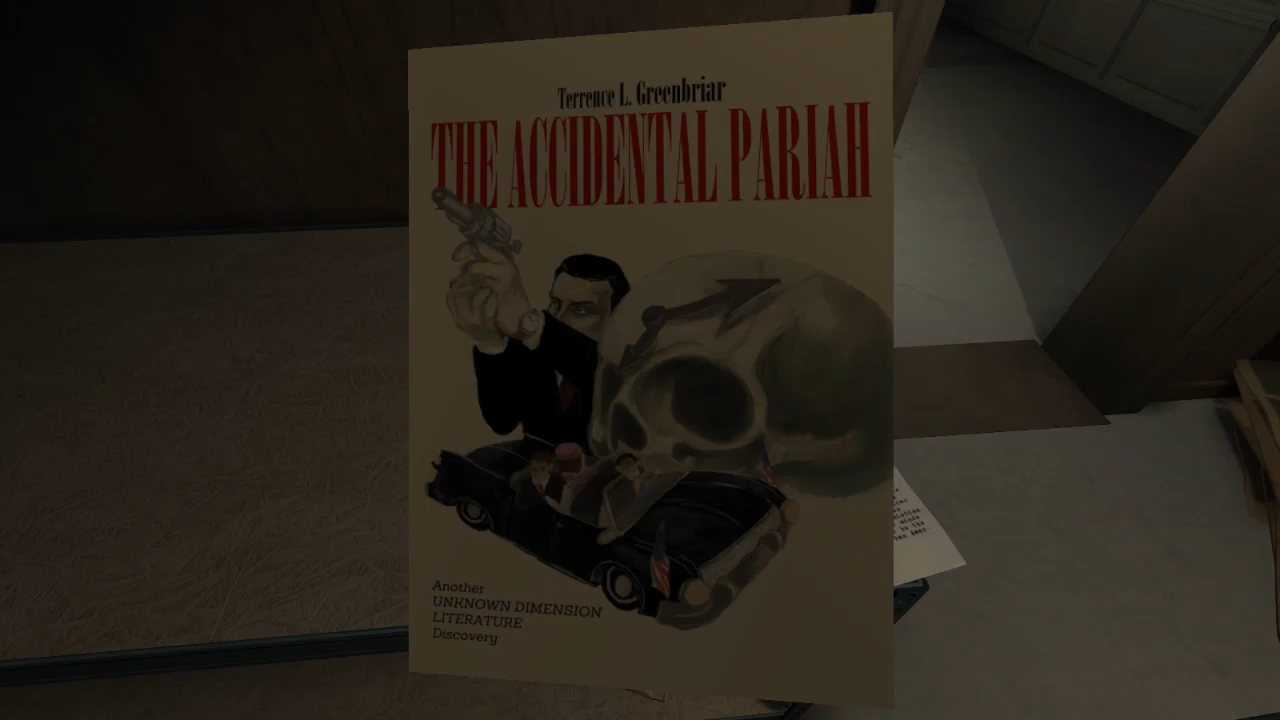 Terrence L. Greenbriar
THE ACCIDENTAL PARIAH
Another
UNKNOWN DIMENSION
LITERATURE
Discovery